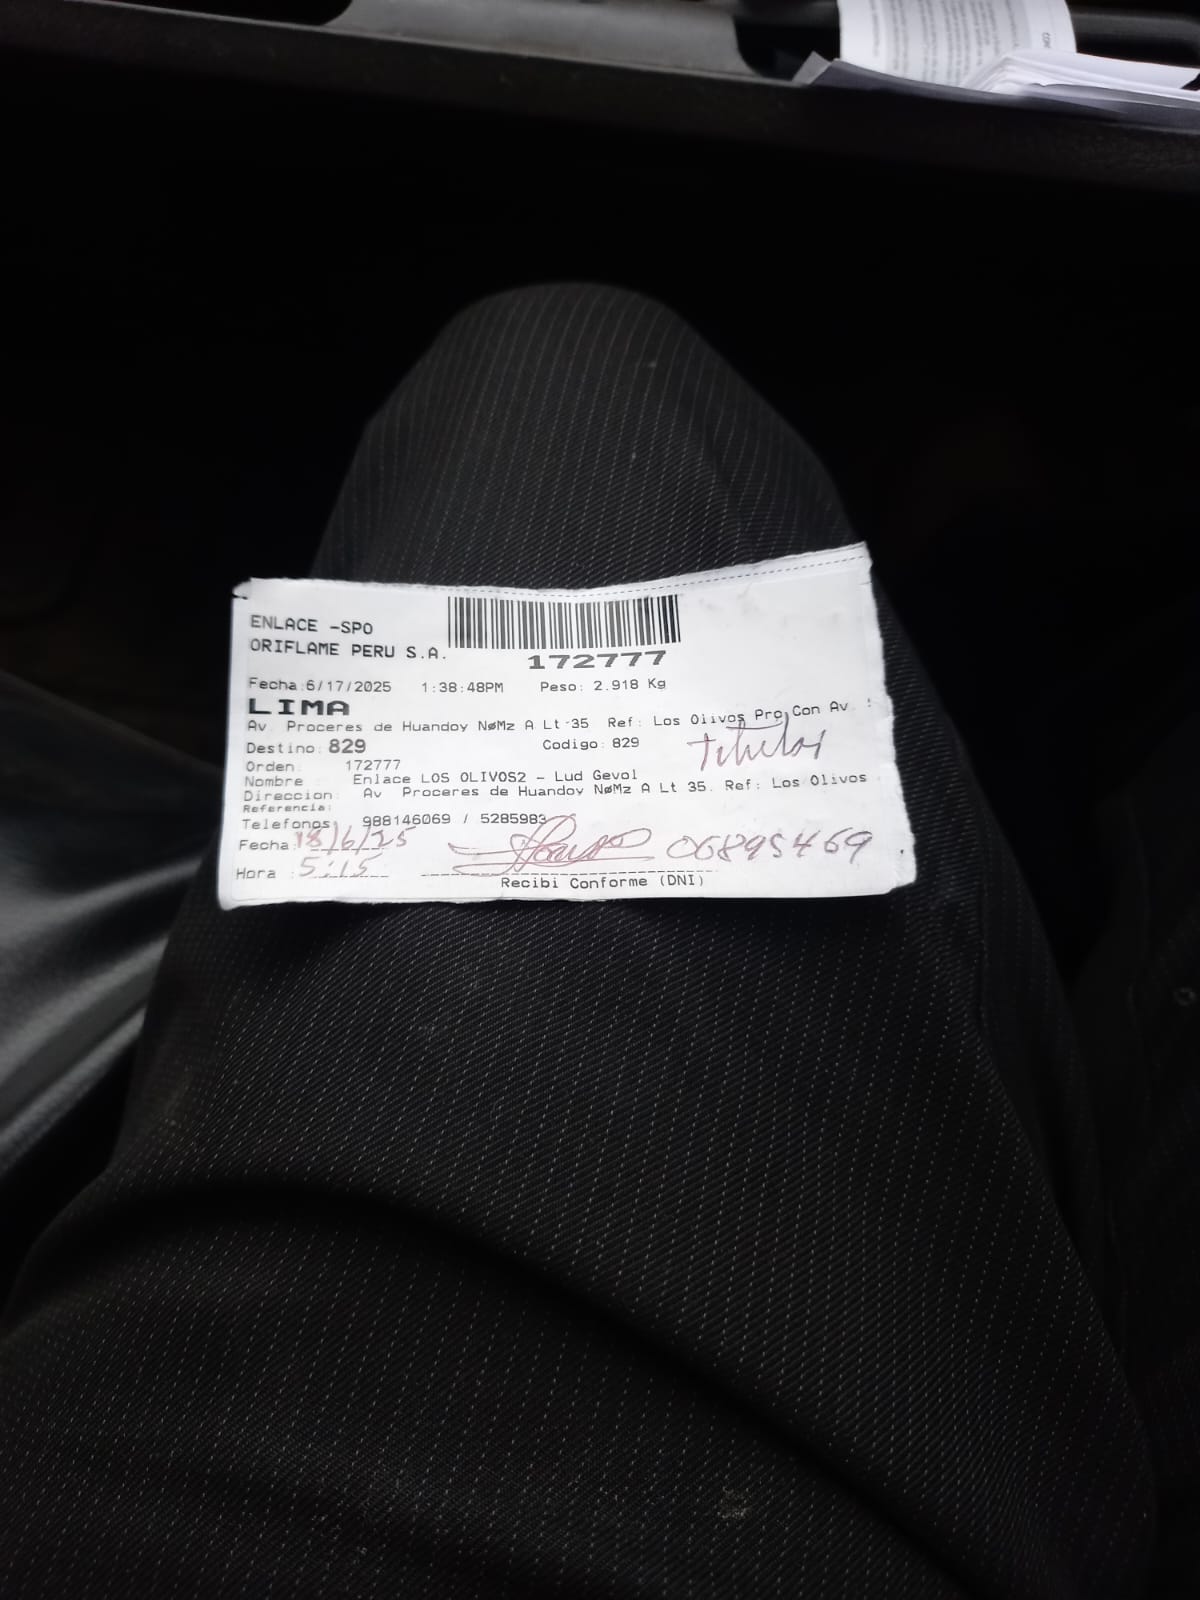 ENLACE -SPO
ORIFLAME PERU S.A.
172777
Fecha:6/17/2025 1:38:48PM Peso: 2.918 Kg
LIMA
Av. Proceres de Huandoy NøMz A Lt 35 Ref: Los Olivos Pro Con Av.
Destino: 829 Codigo: 829
Titular
Orden: 172777
Nombre Enlace LOS OLIVOS2 - Lud Gevol
Direccion: Av. Proceres de Huandoy NøMz A Lt 35. Ref: Los Olivos
Referencia:
Telefonos: 988146069 / 5285983
Fecha: 18/6/25 06895469
Hora : 5:15
Recibi Conforme (DNI)